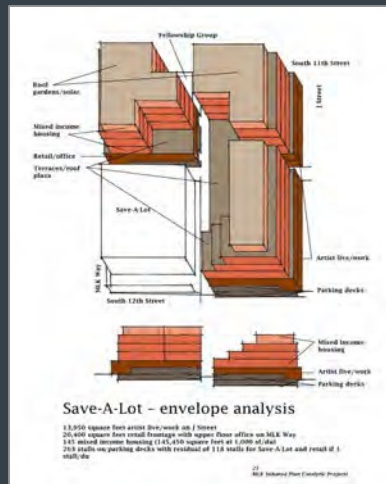 Fellowship Group
South 11th Street
J Street
Roof
gardens/solar
Mixed income
housing
Retail/office
Terraces/roof
plaza
Save-A-Lot
MLK Way
Artist live/work
Parking decks
South 12th Street
Mixed income
housing
Artist live/work
Parking decks
Save-A-Lot – envelope analysis
13,950 square feet artist live/work on J Street
20,400 square feet retail frontage with upper floor office on MLK Way
145 mixed income housing (145,450 square feet at 1,000 sf/du)
263 stalls on parking decks with residual of 118 stalls for Save-A-Lot and retail if 1
stall/du
21
MLK Subarea Plan Catalytic Projects